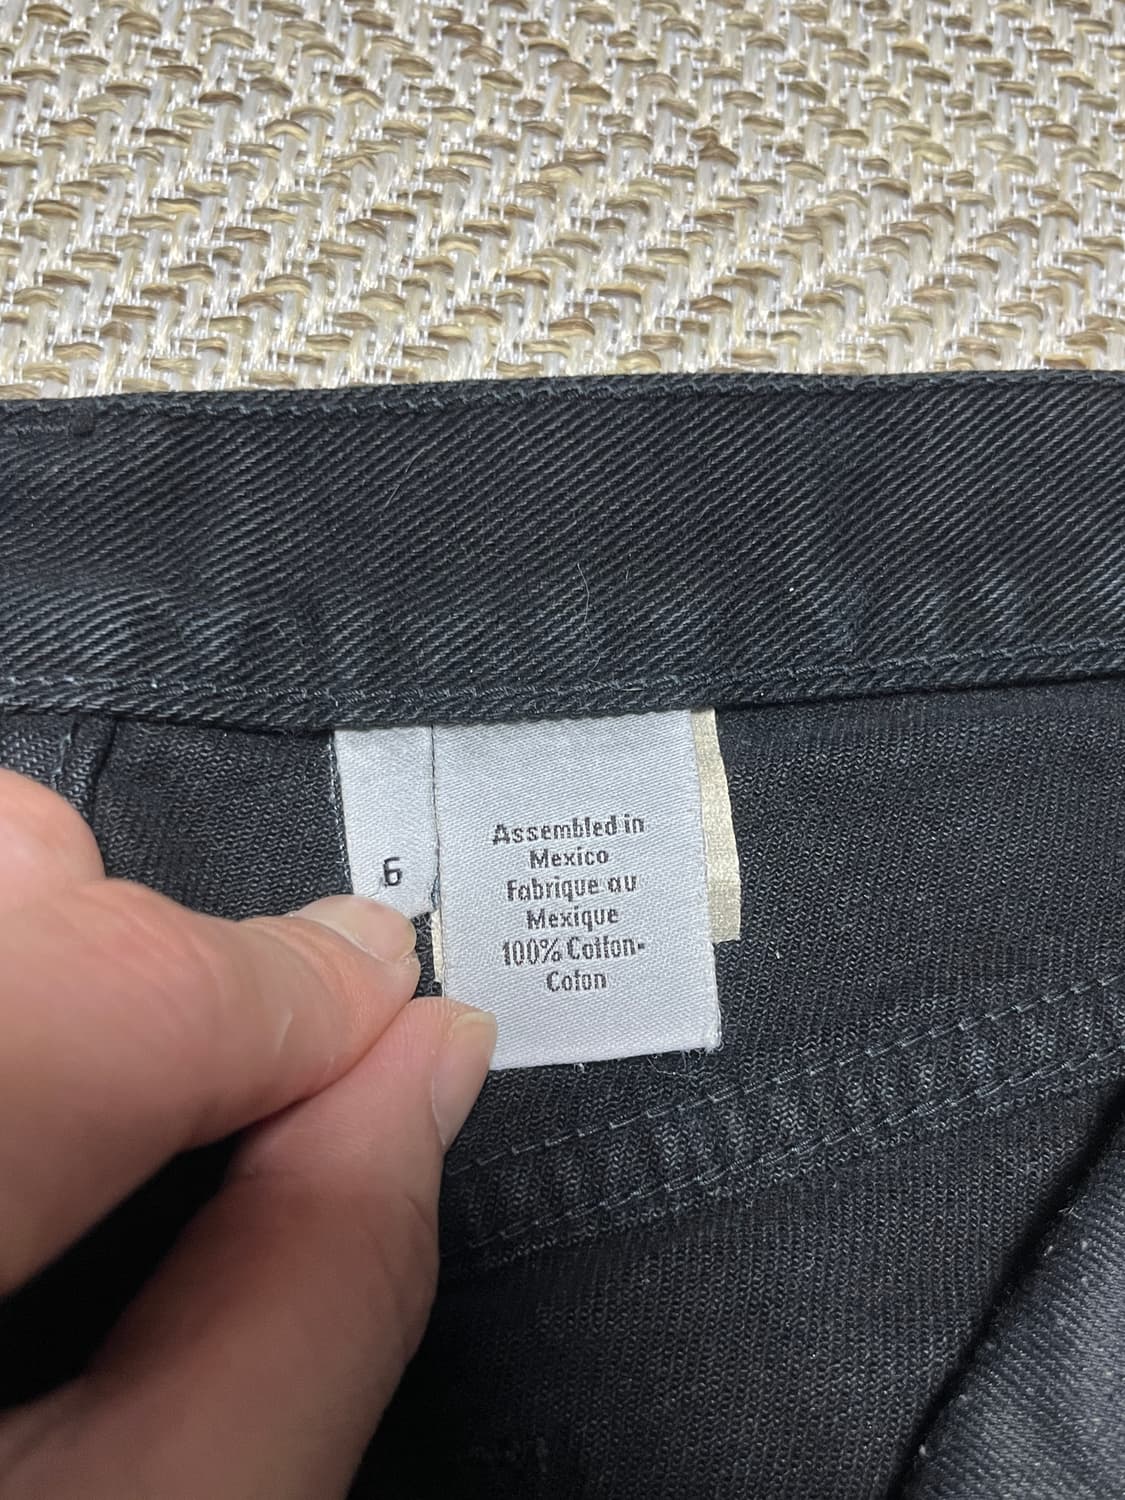 6
Assembled in
Mexico
Fabrique au
Mexique
100% Cotton-
Coton